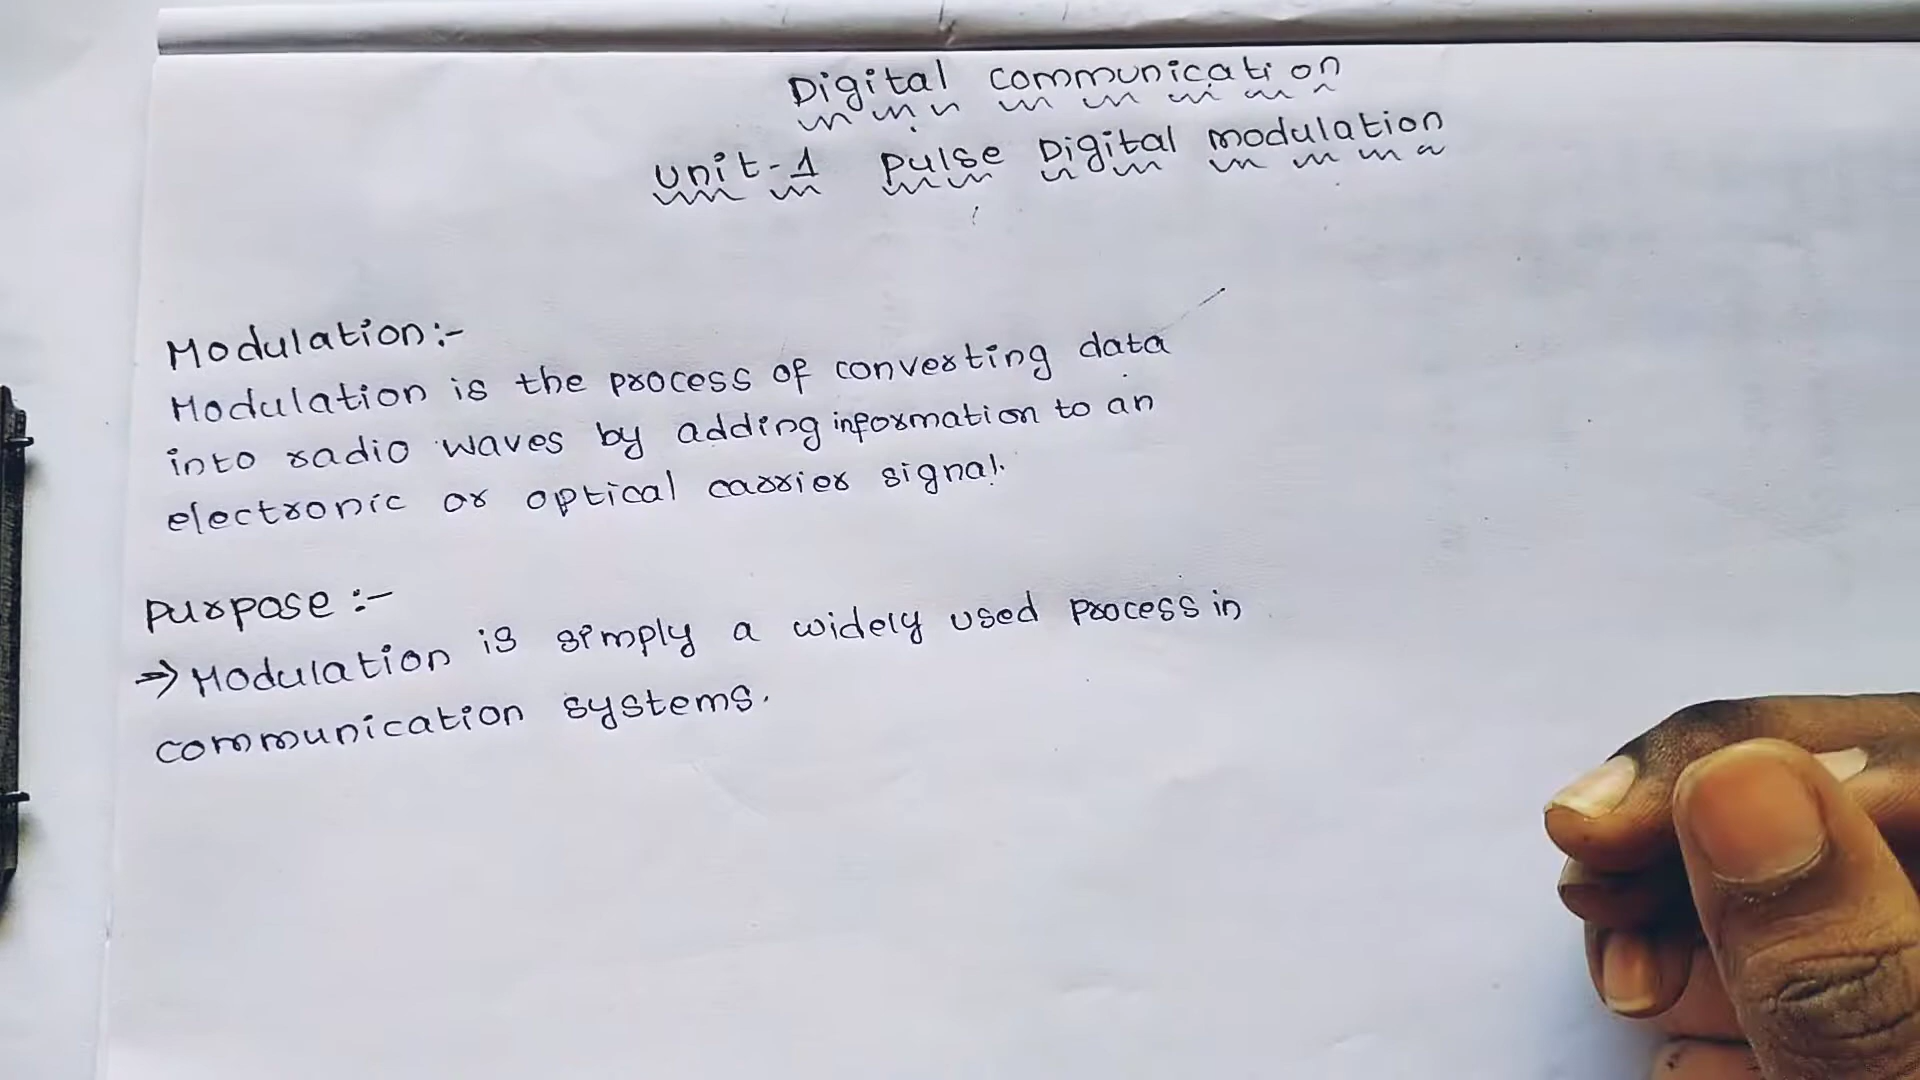 Digital communication
Unit-1 Pulse Digital modulation
Modulation:-
Modulation is the process of converting data
into radio waves by adding information to an
electronic or optical carrier signal.
Purpose:-
→ Modulation is simply a widely used process in
communication systems.